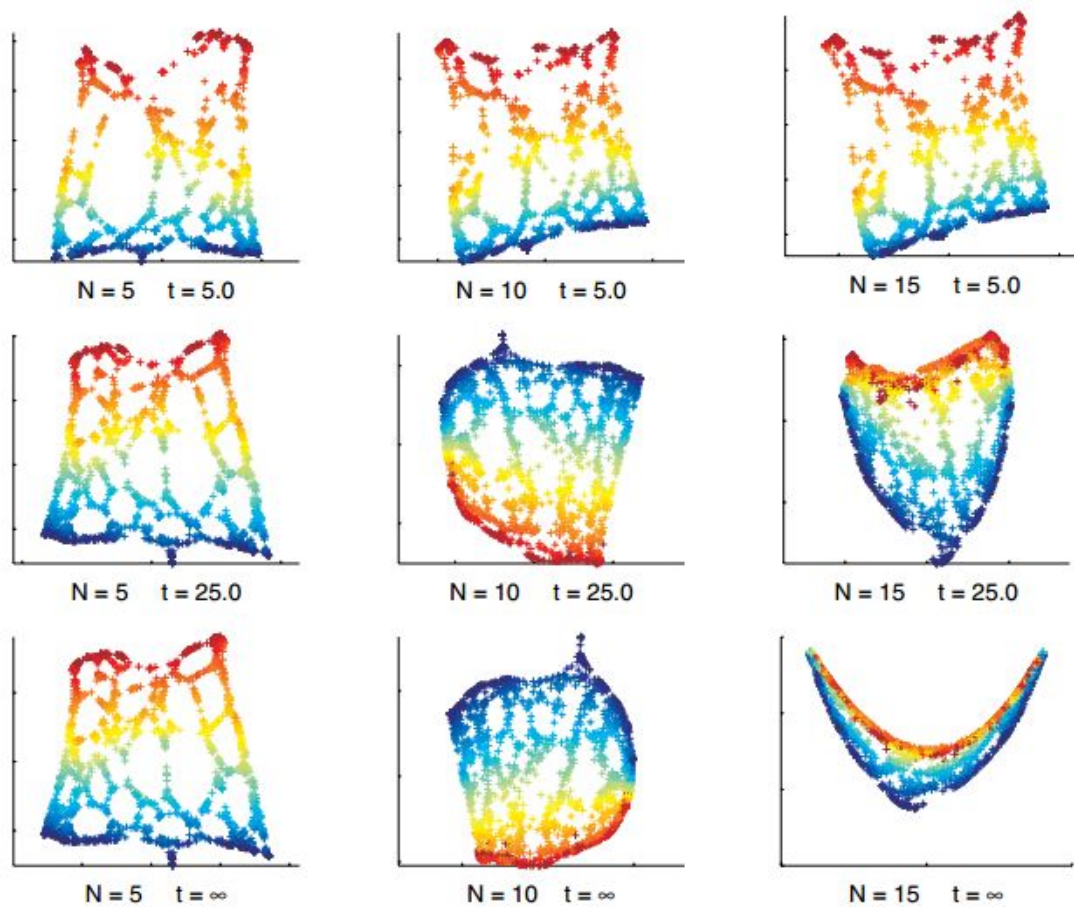 N = 5 t = 5.0
N = 10 t = 5.0
N = 15 t = 5.0
N = 5 t = 25.0
N = 10 t = 25.0
N = 15 t = 25.0
N = 5 t = ∞
N = 10 t = ∞
N = 15 t = ∞